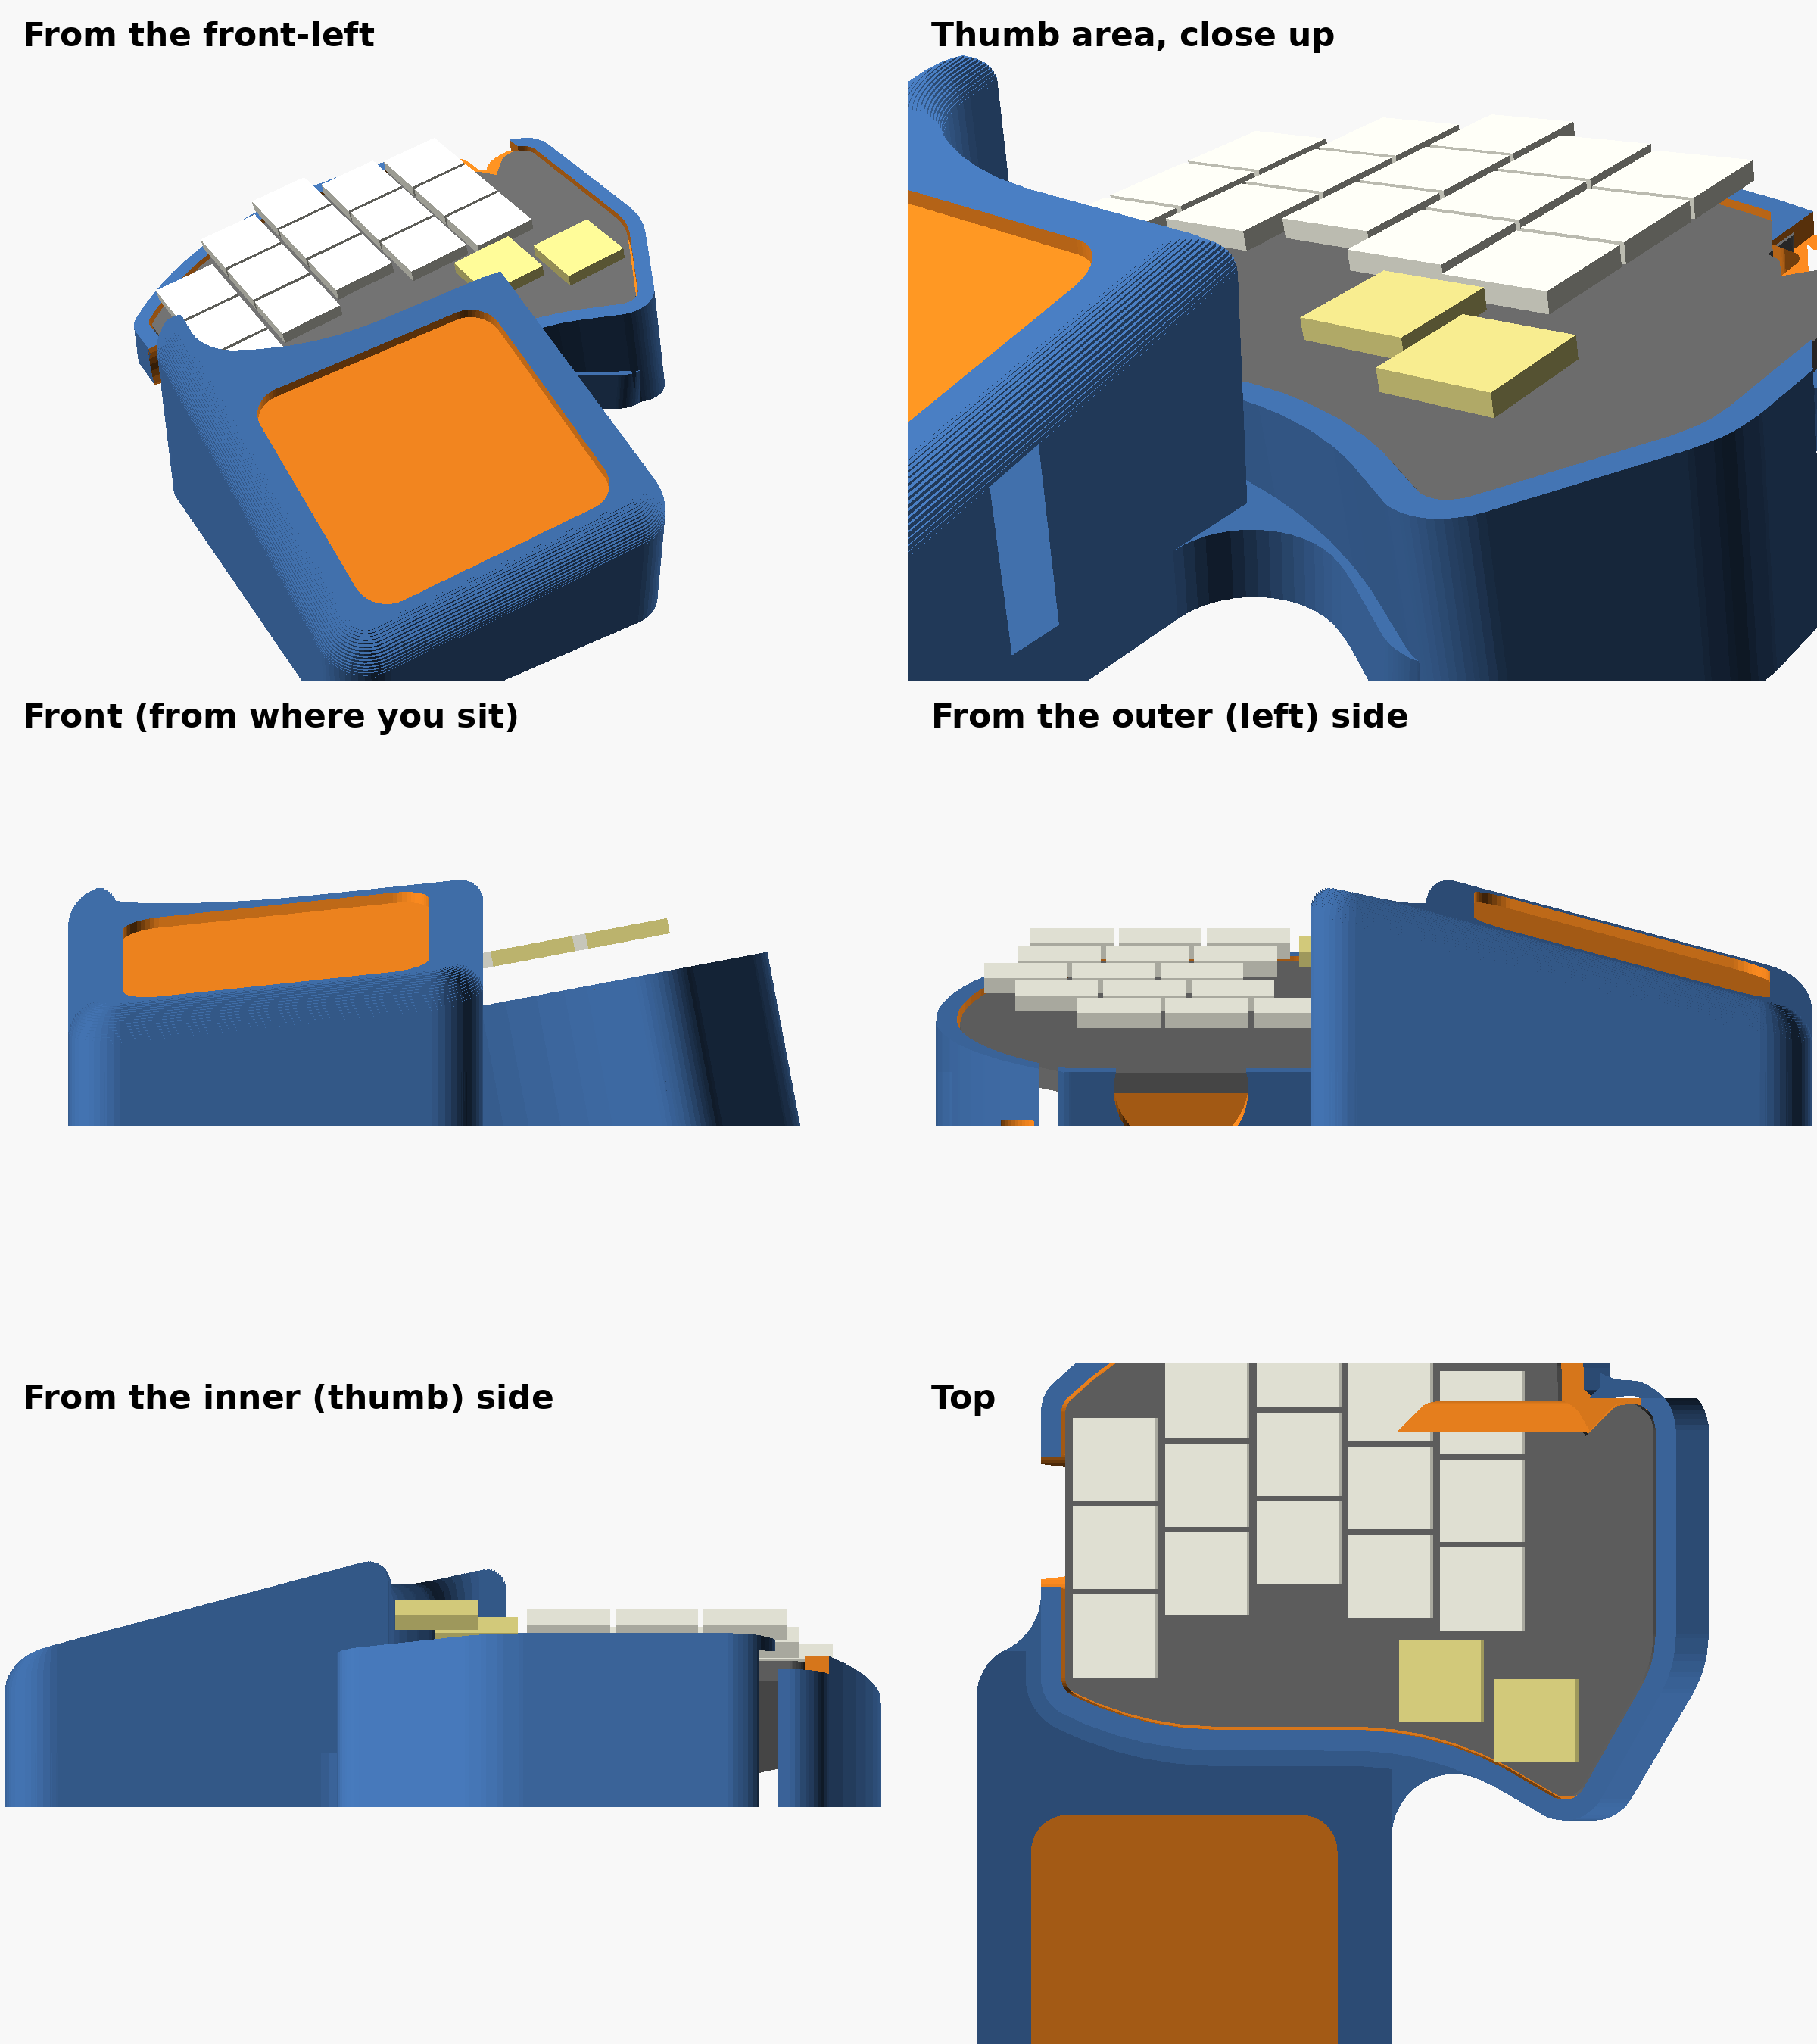 From the front-left
Thumb area, close up
Front (from where you sit)
From the outer (left) side
From the inner (thumb) side
Top